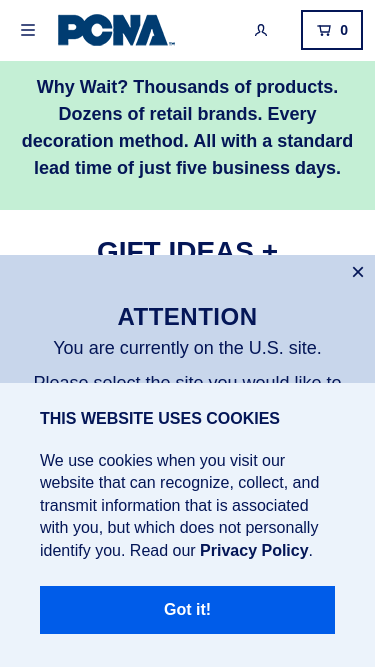 PCNA
0
Why Wait? Thousands of products.
Dozens of retail brands. Every
decoration method. All with a standard
lead time of just five business days.
GIFT IDEAS +
ATTENTION
You are currently on the U.S. site.
Please select the site you would like to
THIS WEBSITE USES COOKIES
We use cookies when you visit our
website that can recognize, collect, and
transmit information that is associated
with you, but which does not personally
identify you. Read our Privacy Policy.
Got it!